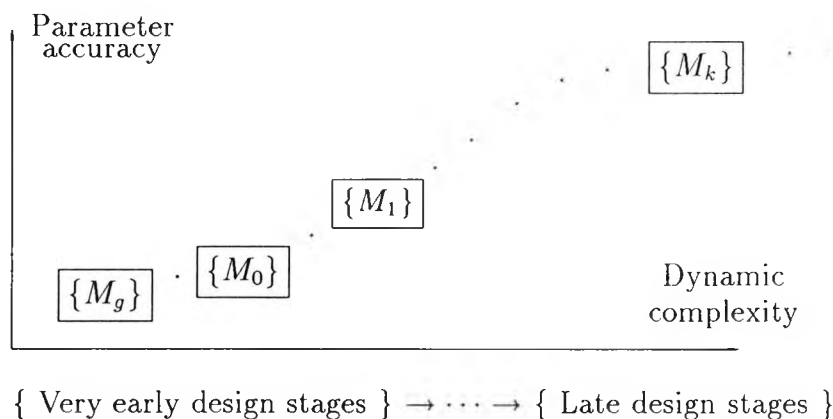 Parameter
accuracy
{M_k}
{M_1}
{M_0}
{M_g}
Dynamic
complexity
{ Very early design stages } → ⋯ → { Late design stages }